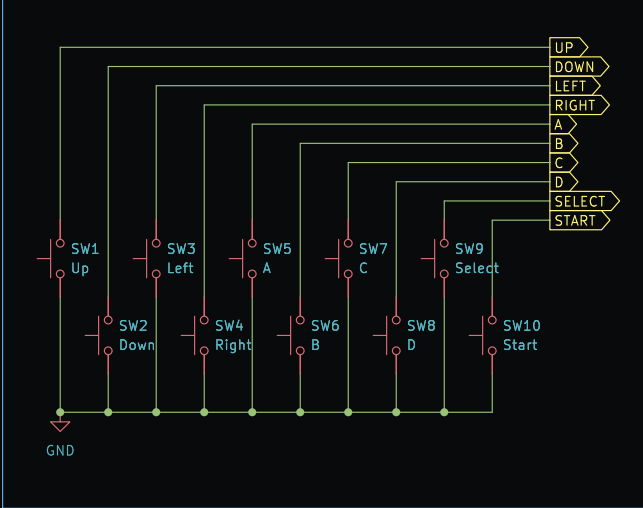 UP
DOWN
LEFT
RIGHT
A
B
C
D
SELECT
START
SW1
Up
SW3
Left
SW5
A
SW7
C
SW9
Select
SW2
Down
SW4
Right
SW6
B
SW8
D
SW10
Start
GND